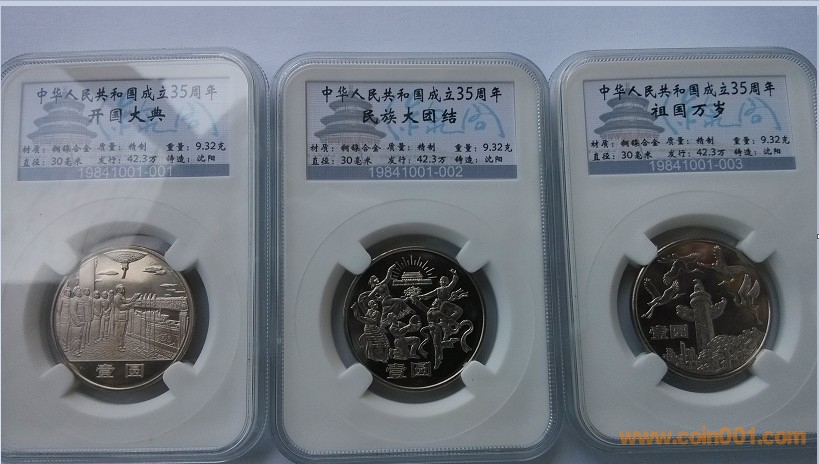 中华人民共和国成立35周年
开国大典
材质：铜镍合金 质量：精制 重量：9.32克
直径：30毫米 发行：42.3万 铸造：沈阳
19841001-001
壹圆
中华人民共和国成立35周年
民族大团结
材质：铜镍合金 质量：精制 重量：9.32克
直径：30毫米 发行：42.3万 铸造：沈阳
19841001-002
壹圆
中华人民共和国成立35周年
祖国万岁
材质：铜镍合金 质量：精制 重量：9.32克
直径：30毫米 发行：42.3万 铸造：沈阳
19841001-003
壹圆
www.coin001.com